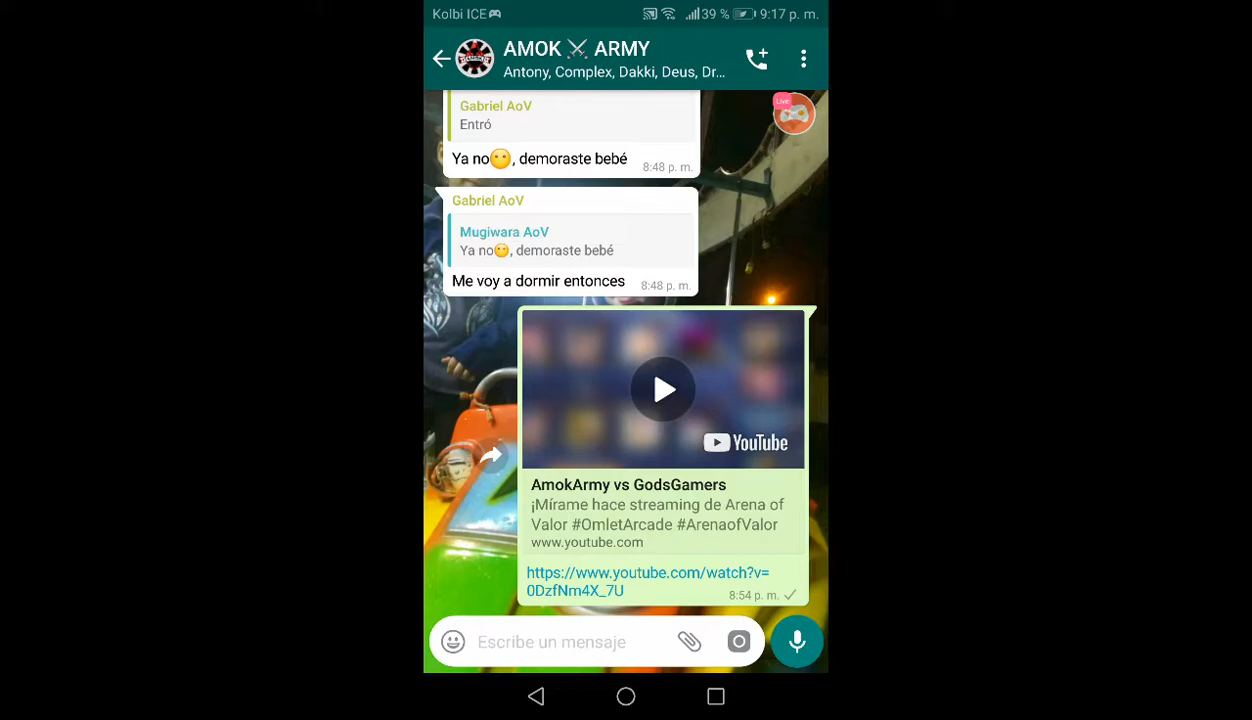 Kolbi ICE🎮 39 % 9:17 p. m.
AMOK ⚔ ARMY
Antony, Complex, Dakki, Deus, Dr...
Live
Gabriel AoV
Entró
Ya no😶, demoraste bebé
8:48 p. m.
Gabriel AoV
Mugiwara AoV
Ya no😶, demoraste bebé
Me voy a dormir entonces
8:48 p. m.
YouTube
AmokArmy vs GodsGamers
¡Mírame hace streaming de Arena of
Valor #OmletArcade #ArenaofValor
www.youtube.com
https://www.youtube.com/watch?v=
0DzfNm4X_7U
8:54 p. m.
Escribe un mensaje